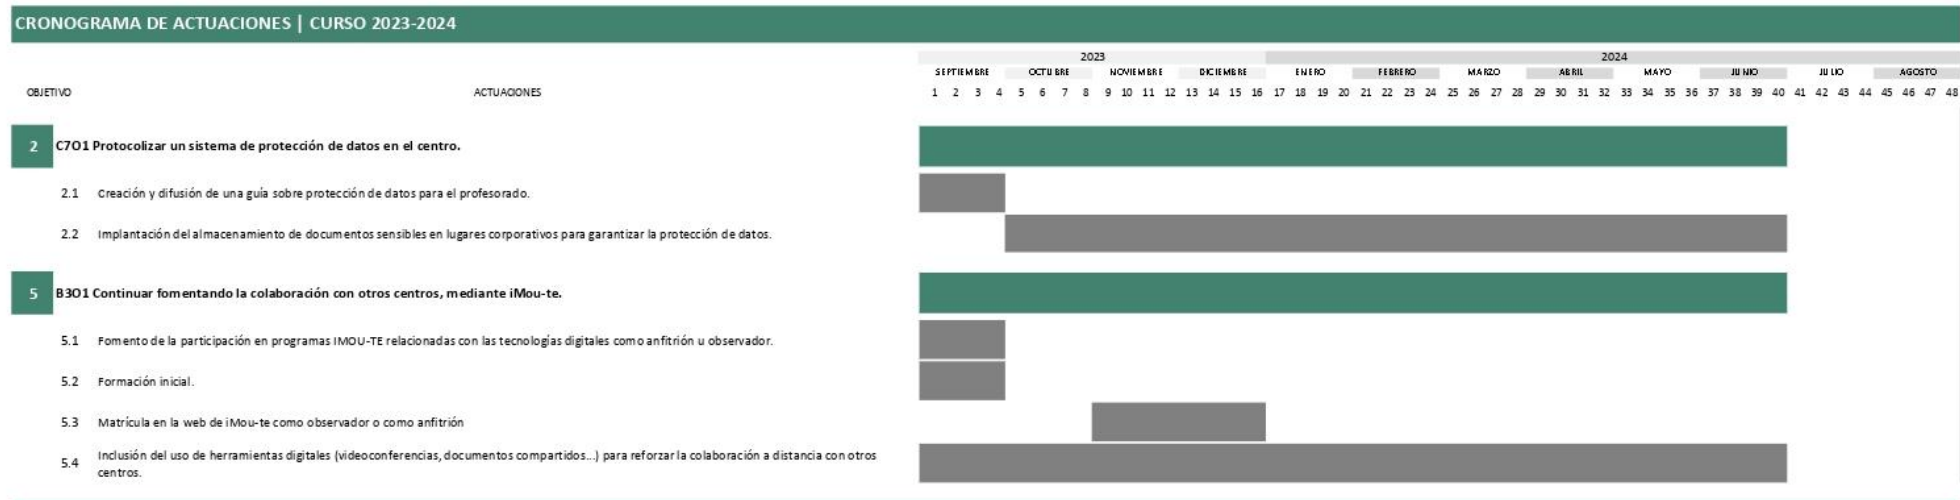 CRONOGRAMA DE ACTUACIONES | CURSO 2023-2024
2023 2024
SEPTIEMBRE OCTUBRE NOVIEMBRE DICIEMBRE ENERO FEBRERO MARZO ABRIL MAYO JUNIO JULIO AGOSTO
OBJETIVO ACTUACIONES 1 2 3 4 5 6 7 8 9 10 11 12 13 14 15 16 17 18 19 20 21 22 23 24 25 26 27 28 29 30 31 32 33 34 35 36 37 38 39 40 41 42 43 44 45 46 47 48
2 C7O1 Protocolizar un sistema de protección de datos en el centro.
2.1 Creación y difusión de una guía sobre protección de datos para el profesorado.
2.2 Implantación del almacenamiento de documentos sensibles en lugares corporativos para garantizar la protección de datos.
5 B3O1 Continuar fomentando la colaboración con otros centros, mediante iMou-te.
5.1 Fomento de la participación en programas IMOU-TE relacionadas con las tecnologías digitales como anfitrión u observador.
5.2 Formación inicial.
5.3 Matrícula en la web de iMou-te como observador o como anfitrión
5.4 Inclusión del uso de herramientas digitales (videoconferencias, documentos compartidos...) para reforzar la colaboración a distancia con otros
centros.